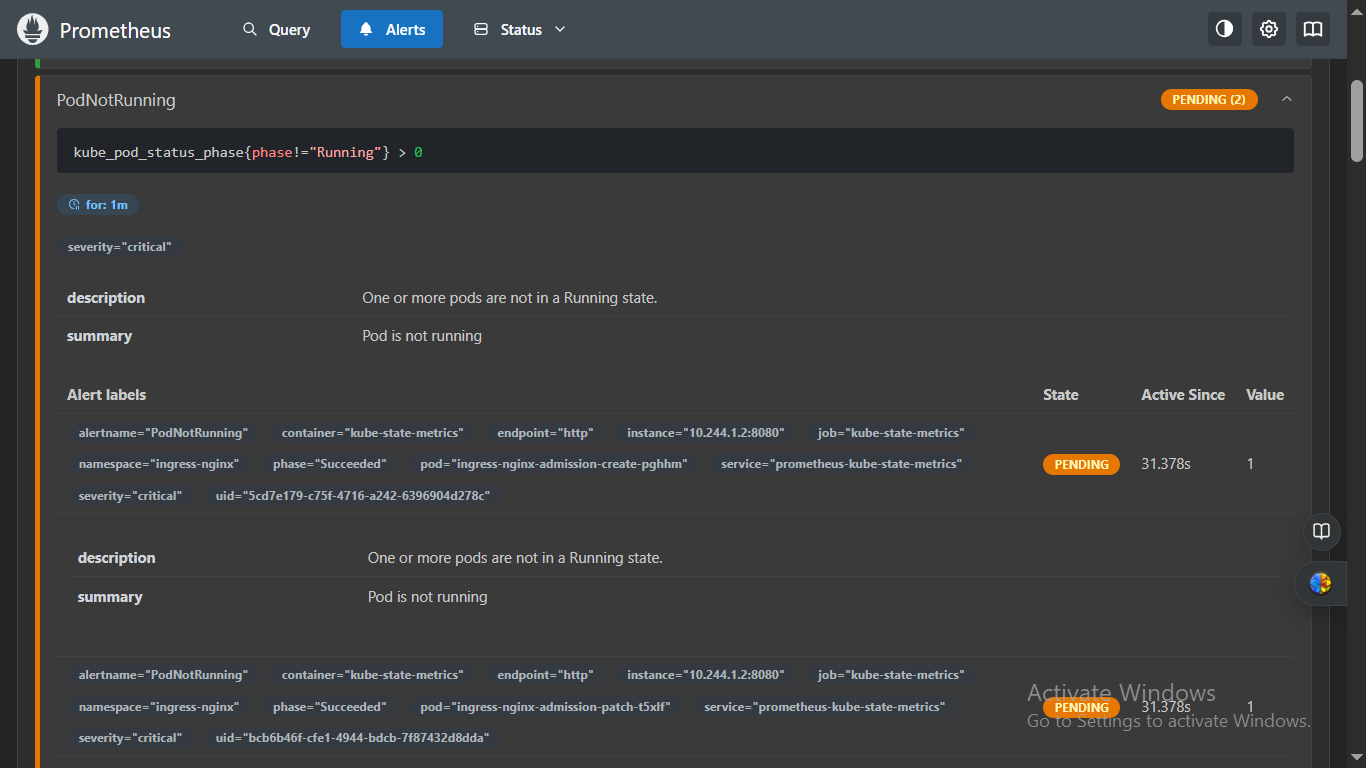 Prometheus Query Alerts Status
PodNotRunning PENDING (2)
kube_pod_status_phase{phase!="Running"} > 0
for: 1m
severity="critical"
description One or more pods are not in a Running state.
summary Pod is not running
Alert labels State Active Since Value
alertname="PodNotRunning" container="kube-state-metrics" endpoint="http" instance="10.244.1.2:8080" job="kube-state-metrics"
namespace="ingress-nginx" phase="Succeeded" pod="ingress-nginx-admission-create-pghhm" service="prometheus-kube-state-metrics" PENDING 31.378s 1
severity="critical" uid="5cd7e179-c75f-4716-a242-6396904d278c"
description One or more pods are not in a Running state.
summary Pod is not running
alertname="PodNotRunning" container="kube-state-metrics" endpoint="http" instance="10.244.1.2:8080" job="kube-state-metrics"
Activate Windows
namespace="ingress-nginx" phase="Succeeded" pod="ingress-nginx-admission-patch-t5xlf" service="prometheus-kube-state-metrics" PENDING 31.378s 1
Go to Settings to activate Windows.
severity="critical" uid="bcb6b46f-cfe1-4944-bdcb-7f87432d8dda"